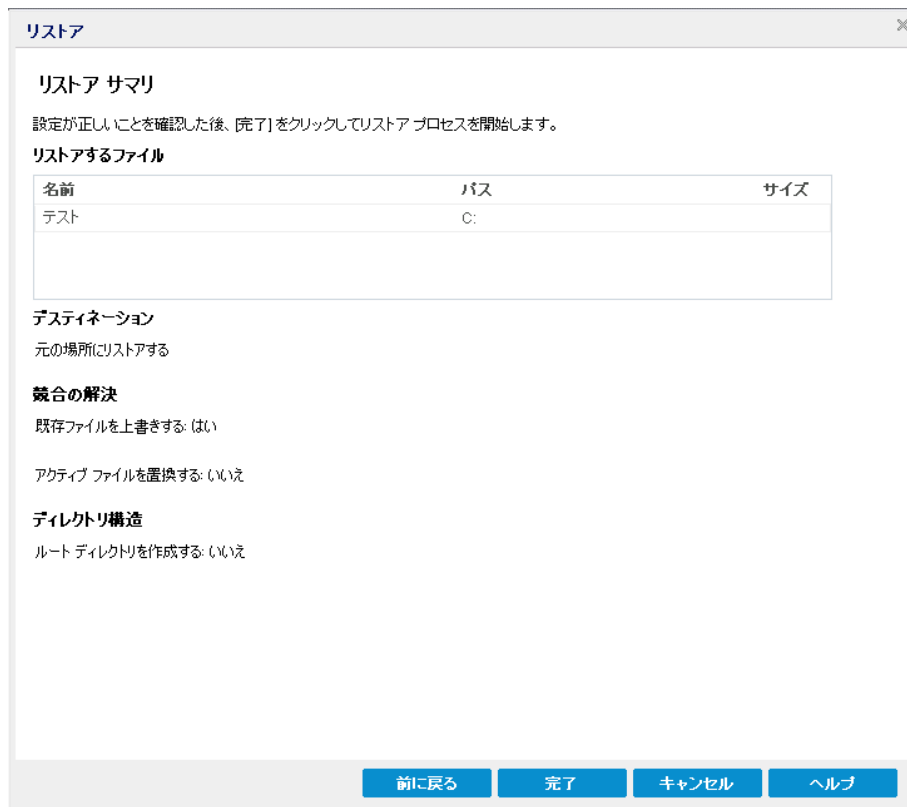 リストア
リストア サマリ
設定が正しいことを確認した後、[完了] をクリックしてリストア プロセスを開始します。
リストアするファイル
名前 パス サイズ
テスト C:
デスティネーション
元の場所にリストアする
競合の解決
既存ファイルを上書きする: はい
アクティブ ファイルを置換する: いいえ
ディレクトリ構造
ルート ディレクトリを作成する: いいえ
前に戻る 完了 キャンセル ヘルプ